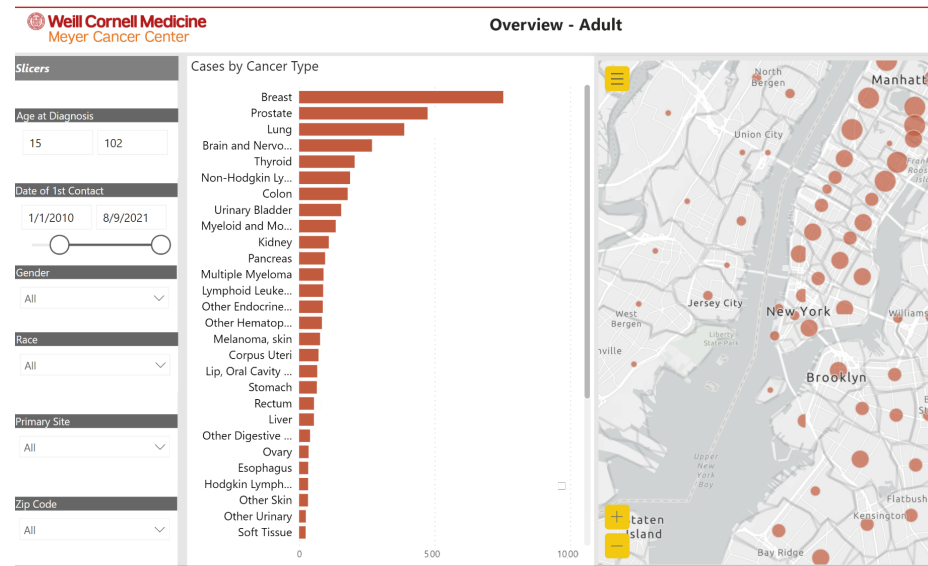 Weill Cornell Medicine
Meyer Cancer Center
Overview - Adult
Slicers
Age at Diagnosis
15 102
Date of 1st Contact
1/1/2010 8/9/2021
Gender
All
Race
All
Primary Site
All
Zip Code
All
Cases by Cancer Type
Breast
Prostate
Lung
Brain and Nervo...
Thyroid
Non-Hodgkin Ly...
Colon
Urinary Bladder
Myeloid and Mo...
Kidney
Pancreas
Multiple Myeloma
Lymphoid Leuke...
Other Endocrine...
Other Hematop...
Melanoma, skin
Corpus Uteri
Lip, Oral Cavity ...
Stomach
Rectum
Liver
Other Digestive ...
Ovary
Esophagus
Hodgkin Lymph...
Other Skin
Other Urinary
Soft Tissue
0 500 1000
North
Bergen
Manhatt
Union City
Jersey City
West
Bergen
New York
Williams
Liberty
State Park
nville
Brooklyn
Upper
New
York
Bay
Flatbush
Kensington
+
taten
Island
−
Bay Ridge